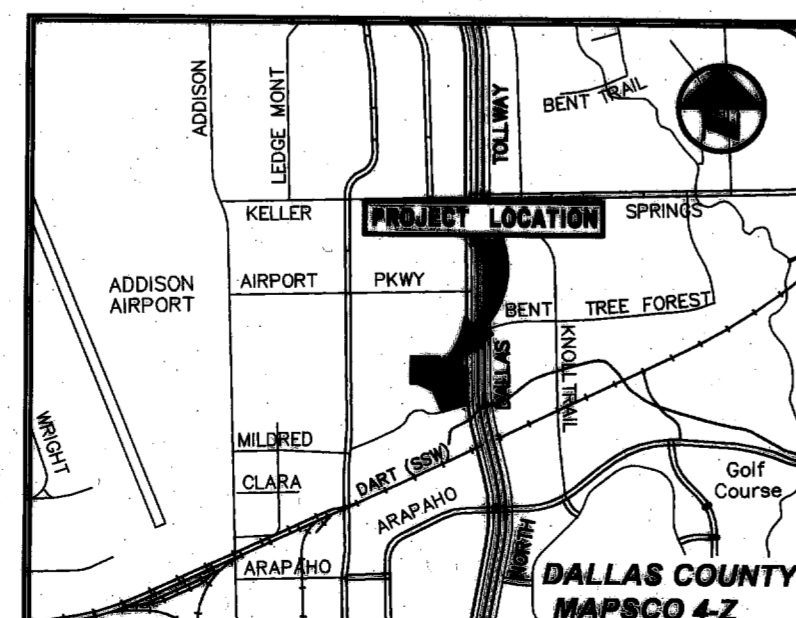 ADDISON
LEDGE MONT
TOLLWAY
BENT TRAIL
KELLER
PROJECT LOCATION
SPRINGS
ADDISON
AIRPORT
AIRPORT PKWY
BENT TREE FOREST
KNOLL TRAIL
DALLAS
WRIGHT
MILDRED
CLARA
DART (SSW)
ARAPAHO
Golf
Course
NORTH
ARAPAHO
DALLAS COUNTY
MAPSCO 4-Z